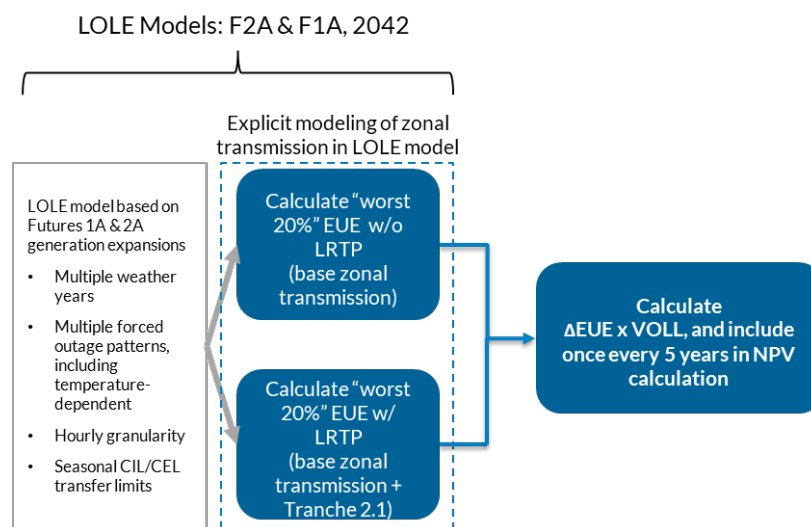 LOLE Models: F2A & F1A, 2042
Explicit modeling of zonal
transmission in LOLE model
LOLE model based on
Futures 1A & 2A
generation expansions
• Multiple weather
years
• Multiple forced
outage patterns,
including
temperature-
dependent
• Hourly granularity
• Seasonal CIL/CEL
transfer limits
Calculate “worst
20%” EUE w/o
LRTP
(base zonal
transmission)
Calculate “worst
20%” EUE w/
LRTP
(base zonal
transmission +
Tranche 2.1)
Calculate
ΔEUE x VOLL, and include
once every 5 years in NPV
calculation